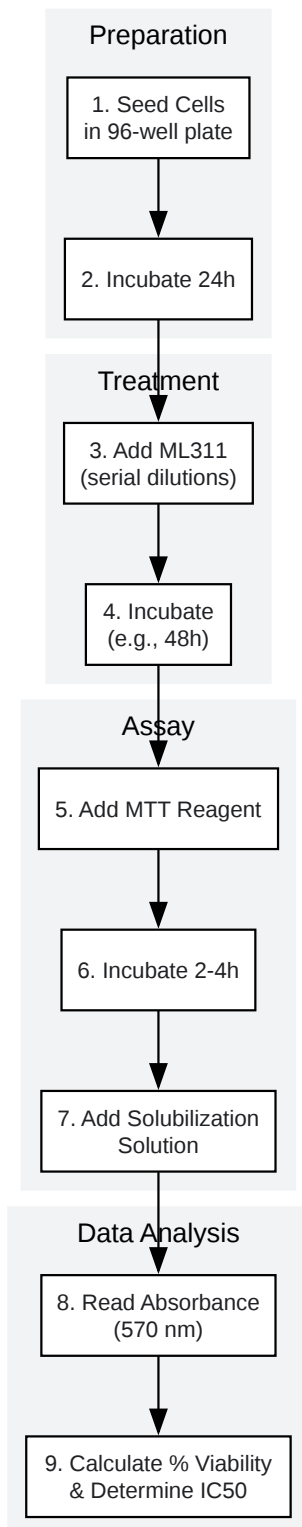 Preparation
1. Seed Cells
in 96-well plate
2. Incubate 24h
Treatment
3. Add ML311
(serial dilutions)
4. Incubate
(e.g., 48h)
Assay
5. Add MTT Reagent
6. Incubate 2-4h
7. Add Solubilization
Solution
Data Analysis
8. Read Absorbance
(570 nm)
9. Calculate % Viability
& Determine IC50